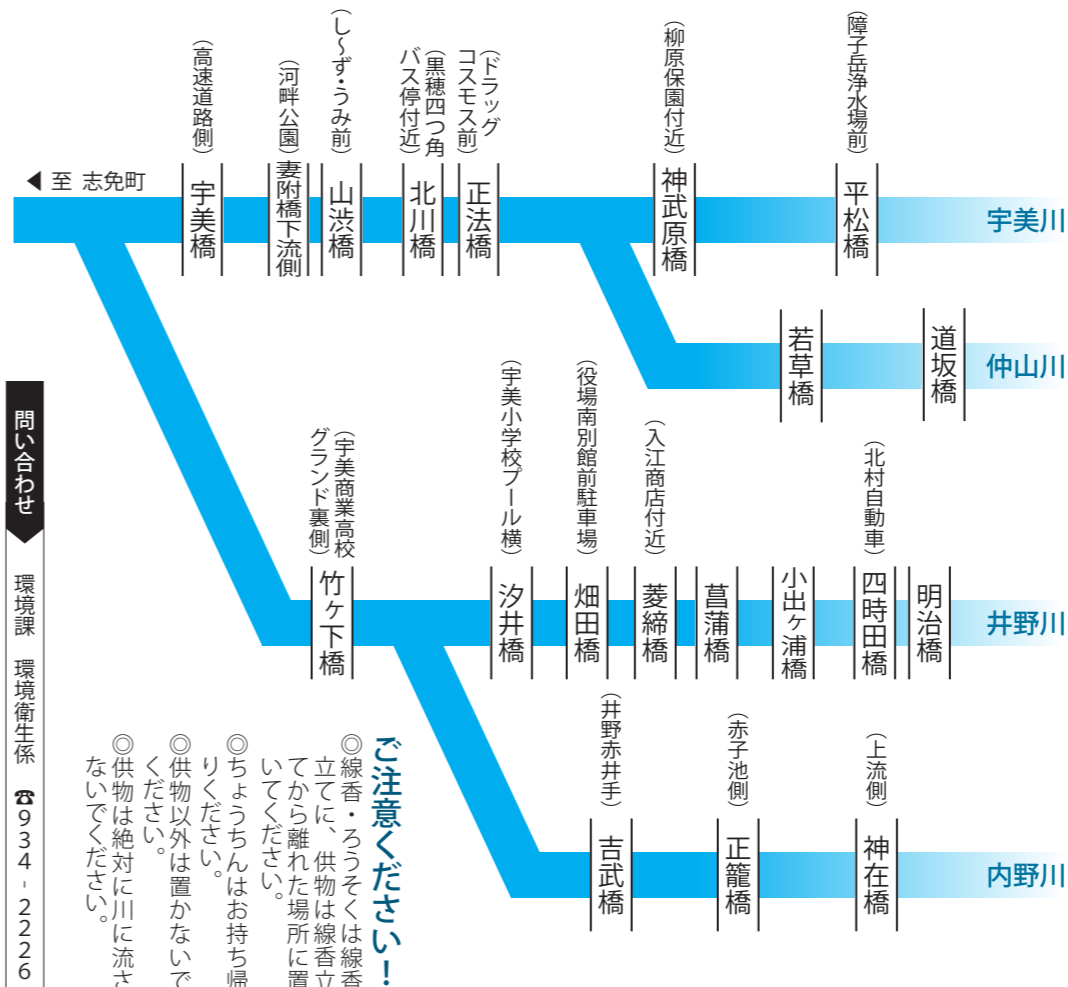 (障子岳浄水場前)
平松橋
(柳原保園付近)
神武原橋
(ドラッグ
コスモス前)
正法橋
(黒穂四つ角
バス停付近)
北川橋
(し～ず・うみ前)
山渋橋
(河畔公園)
妻附橋下流側
(高速道路側)
宇美橋
◀ 至 志免町
宇美川
道坂橋
若草橋
仲山川
明治橋
(北村自動車)
四時田橋
小出ヶ浦橋
菖蒲橋
(入江商店付近)
菱締橋
(役場南別館前駐車場)
畑田橋
(宇美小学校プール横)
汐井橋
(宇美商業高校
グランド裏側)
竹ヶ下橋
井野川
(上流側)
神在橋
(赤子池側)
正籠橋
(井野赤井手)
吉武橋
内野川
ご注意ください！
◎線香・ろうそくは線香
立てに、供物は線香立
てから離れた場所に置
いてください。
◎ちょうちんはお持ち帰
りください。
◎供物以外は置かないで
ください。
◎供物は絶対に川に流さ
ないでください。
問い合わせ
環境課 環境衛生係 ☎934-2226